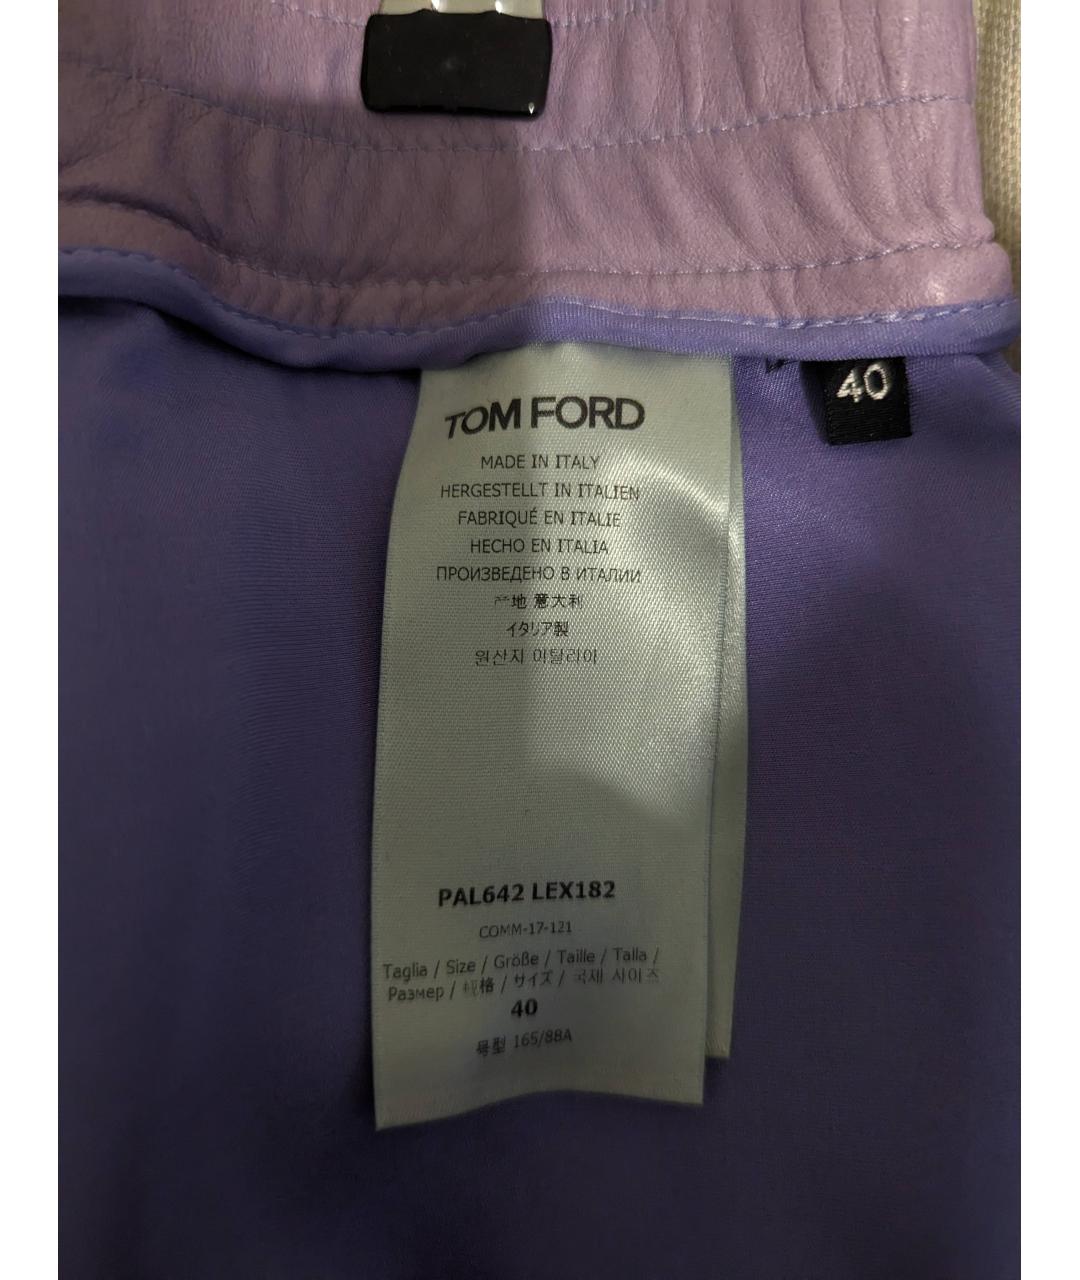 TOM FORD
40
MADE IN ITALY
HERGESTELLT IN ITALIEN
FABRIQUÉ EN ITALIE
HECHO EN ITALIA
ПРОИЗВЕДЕНО В ИТАЛИИ
产地 意大利
イタリア製
원산지 이탈리아
PAL642 LEX182
COMM-17-121
Taglia / Size / Größe / Taille / Talla /
Размер / 规格 / サイズ / 국제 사이즈
40
号型 165/88A